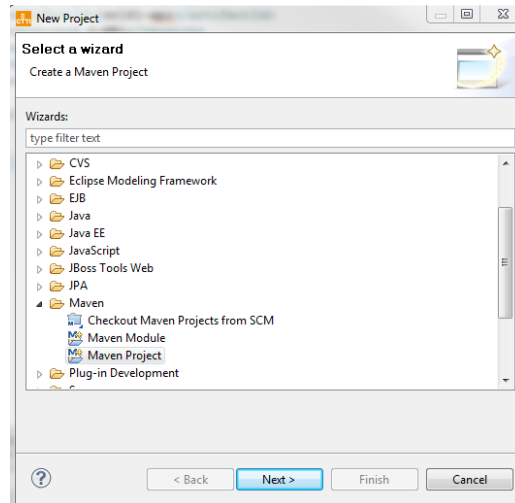 New Project
Select a wizard
Create a Maven Project
Wizards:
type filter text
CVS
Eclipse Modeling Framework
EJB
Java
Java EE
JavaScript
JBoss Tools Web
JPA
Maven
Checkout Maven Projects from SCM
Maven Module
Maven Project
Plug-in Development
?
< Back Next > Finish Cancel